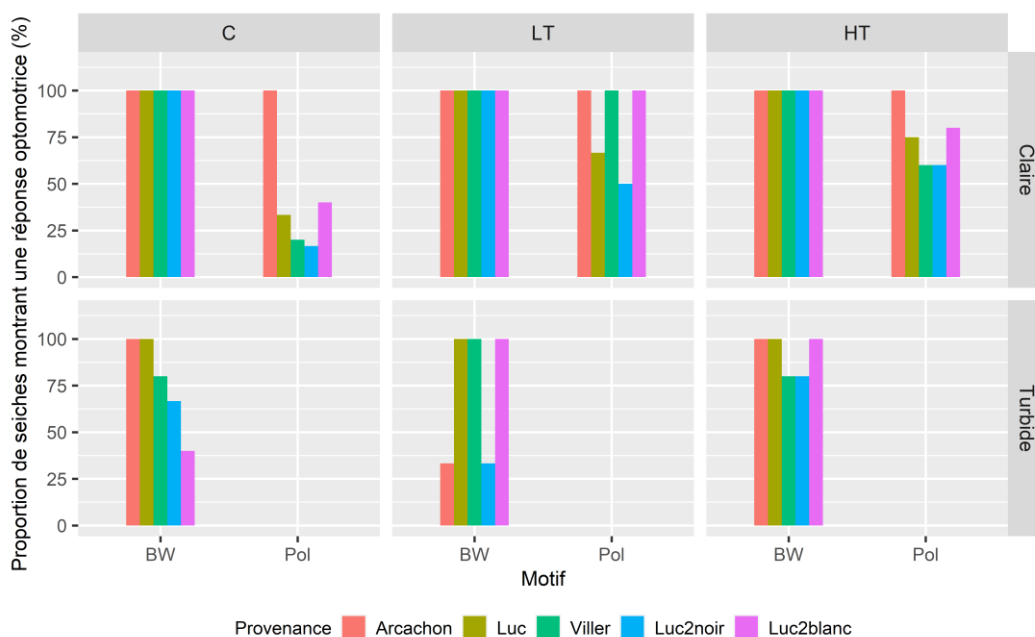 Proportion de seiches montrant une réponse optomotrice (%)
C
LT
HT
100
75
50
25
0
Claire
100
75
50
25
0
Turbide
BW
Pol
BW
Pol
BW
Pol
Motif
Provenance Arcachon Luc Viller Luc2noir Luc2blanc